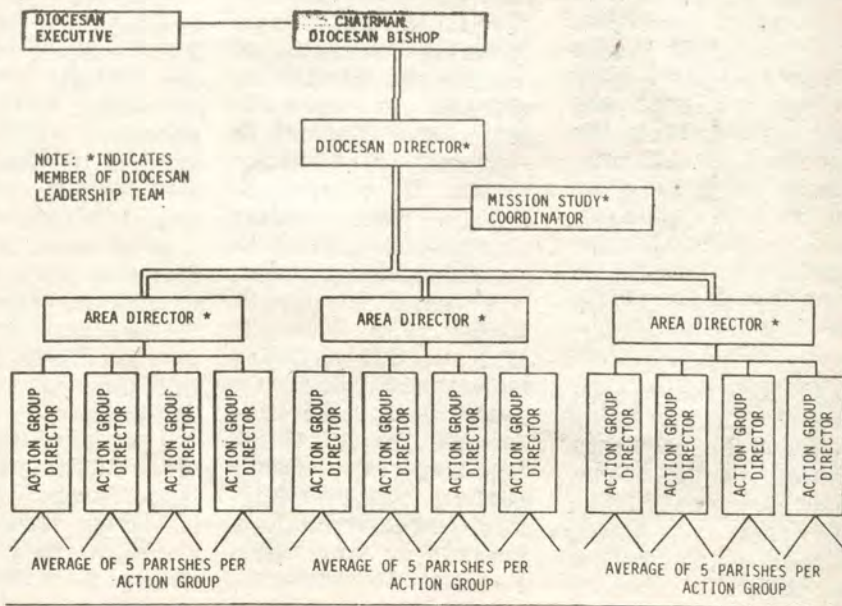 DIOCESAN
EXECUTIVE
CHAIRMAN
DIOCESAN BISHOP
DIOCESAN DIRECTOR*
NOTE: *INDICATES
MEMBER OF DIOCESAN
LEADERSHIP TEAM
MISSION STUDY*
COORDINATOR
AREA DIRECTOR *
AREA DIRECTOR *
AREA DIRECTOR *
ACTION GROUP
DIRECTOR
ACTION GROUP
DIRECTOR
ACTION GROUP
DIRECTOR
ACTION GROUP
DIRECTOR
ACTION GROUP
DIRECTOR
ACTION GROUP
DIRECTOR
ACTION GROUP
DIRECTOR
ACTION GROUP
DIRECTOR
ACTION GROUP
DIRECTOR
ACTION GROUP
DIRECTOR
ACTION GROUP
DIRECTOR
ACTION GROUP
DIRECTOR
AVERAGE OF 5 PARISHES PER
ACTION GROUP
AVERAGE OF 5 PARISHES PER
ACTION GROUP
AVERAGE OF 5 PARISHES PER
ACTION GROUP